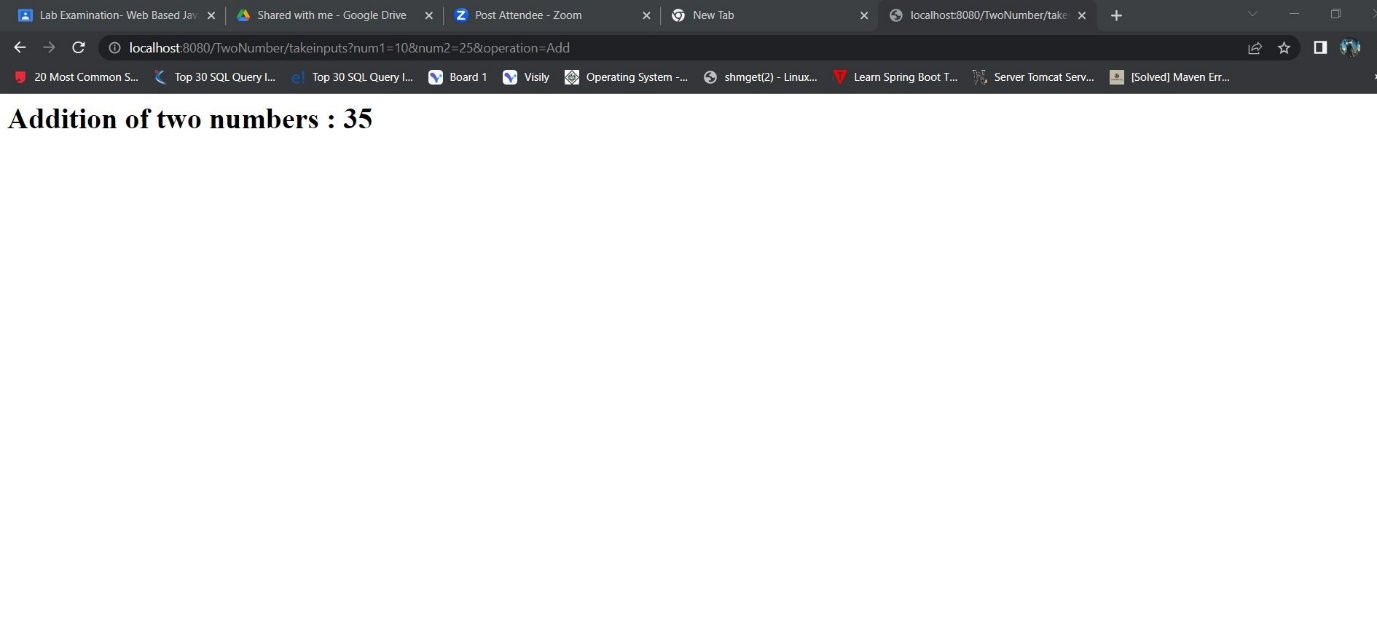 Lab Examination- Web Based Jav
Shared with me - Google Drive
Post Attendee - Zoom
New Tab
localhost:8080/TwoNumber/take
localhost:8080/TwoNumber/takeinputs?num1=10&num2=25&operation=Add
20 Most Common S...
Top 30 SQL Query I...
Top 30 SQL Query I...
Board 1
Visily
Operating System -...
shmget(2) - Linux...
Learn Spring Boot T...
Server Tomcat Serv...
[Solved] Maven Err...
Addition of two numbers : 35